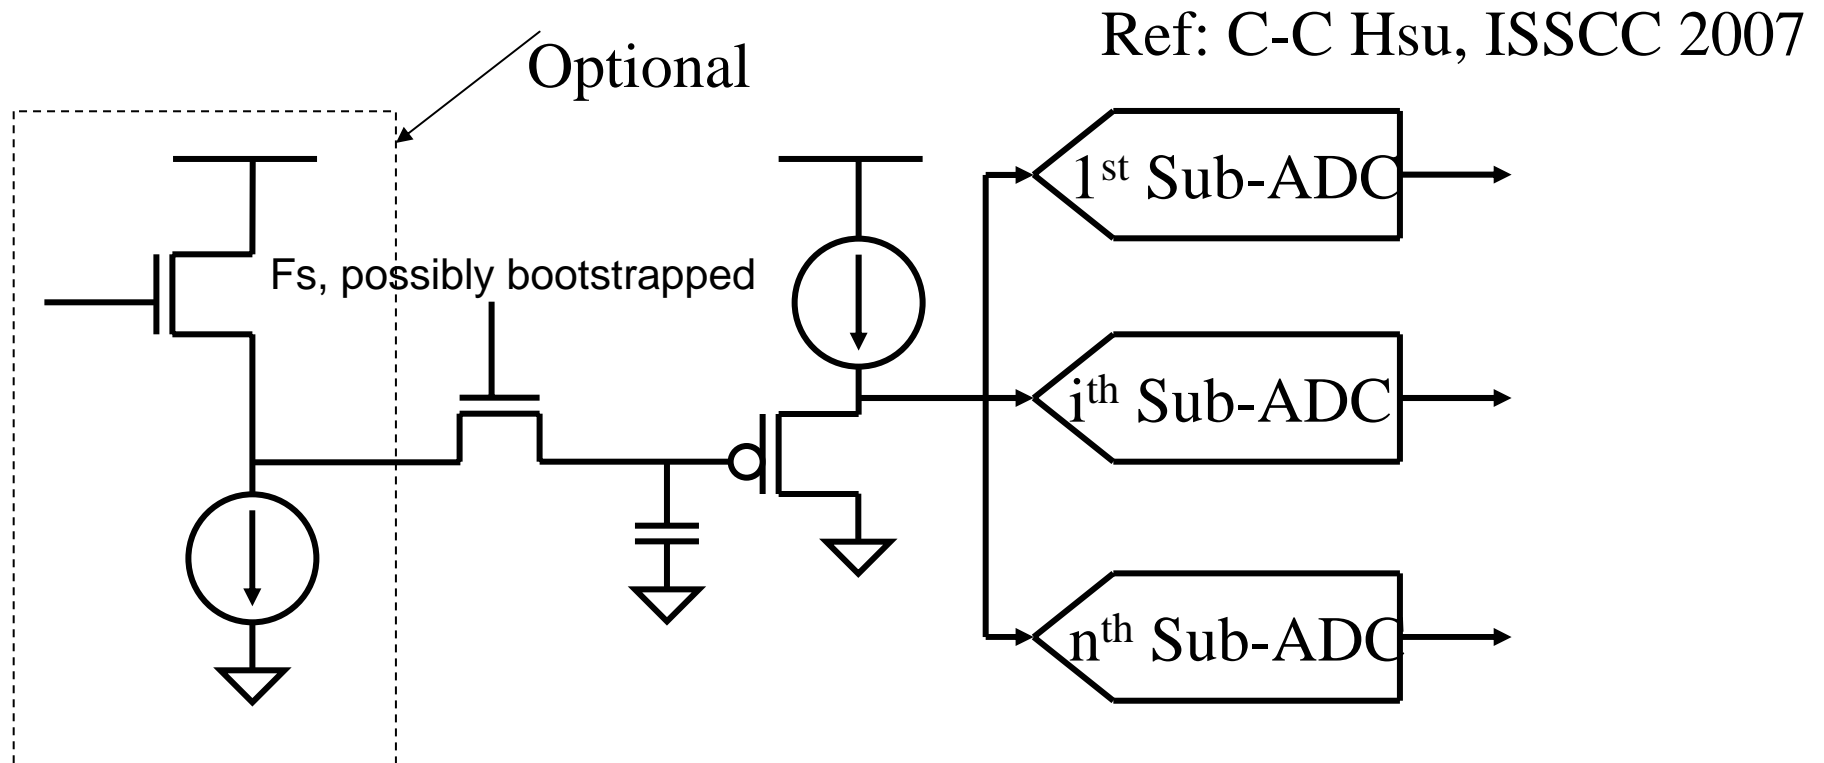 Ref: C-C Hsu, ISSCC 2007
Optional
1st Sub-ADC
Fs, possibly bootstrapped
ith Sub-ADC
nth Sub-ADC